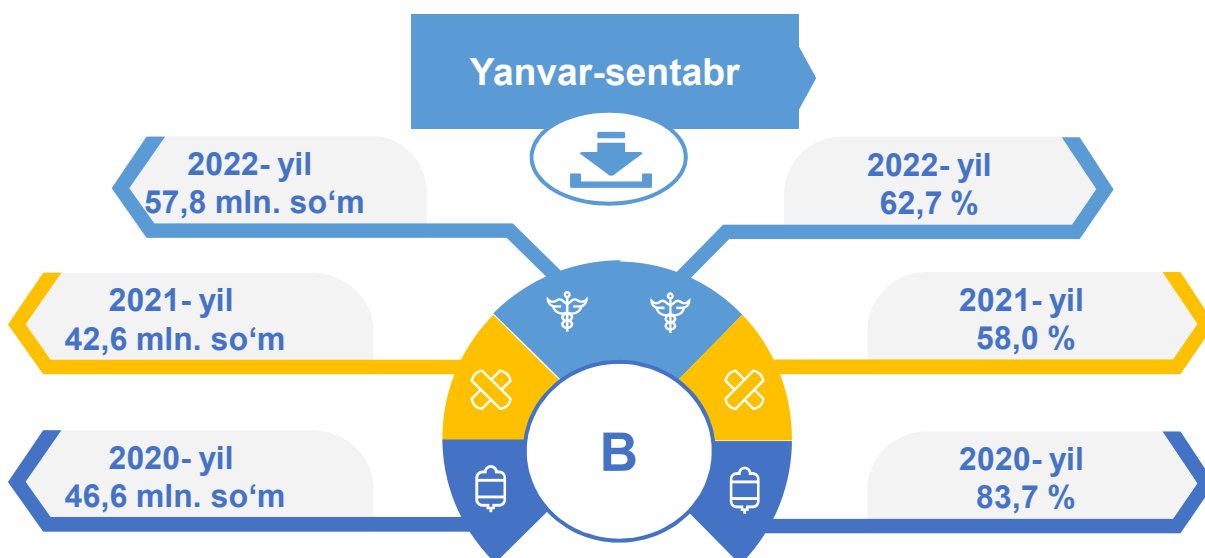 Yanvar-sentabr
2022- yil
57,8 mln. so‘m
2022- yil
62,7 %
2021- yil
42,6 mln. so‘m
2021- yil
58,0 %
2020- yil
46,6 mln. so‘m
B
2020- yil
83,7 %